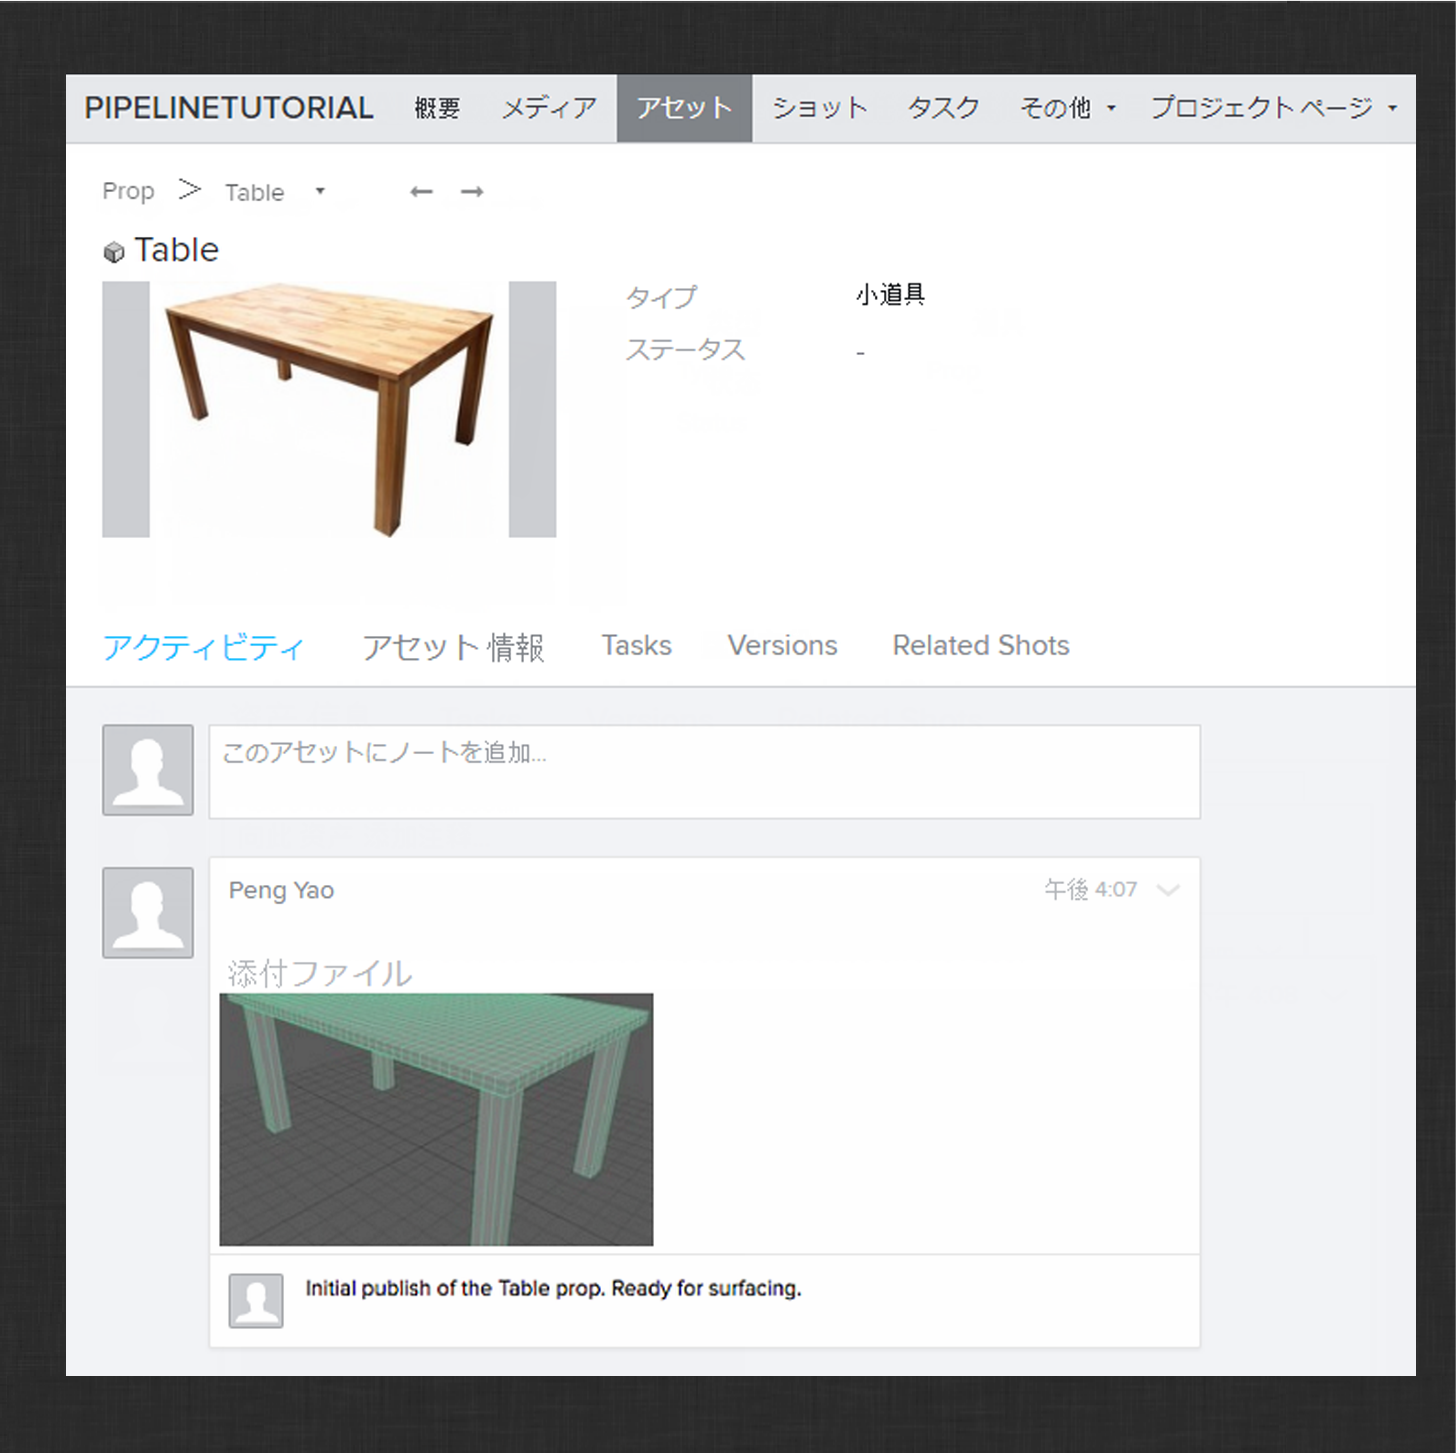 PIPELINETUTORIAL 概要 メディア アセット ショット タスク その他 プロジェクト ページ
Prop > Table
Table
タイプ 小道具
ステータス -
アクティビティ アセット 情報 Tasks Versions Related Shots
このアセットにノートを追加...
Peng Yao 午後 4:07
添付ファイル
Initial publish of the Table prop. Ready for surfacing.